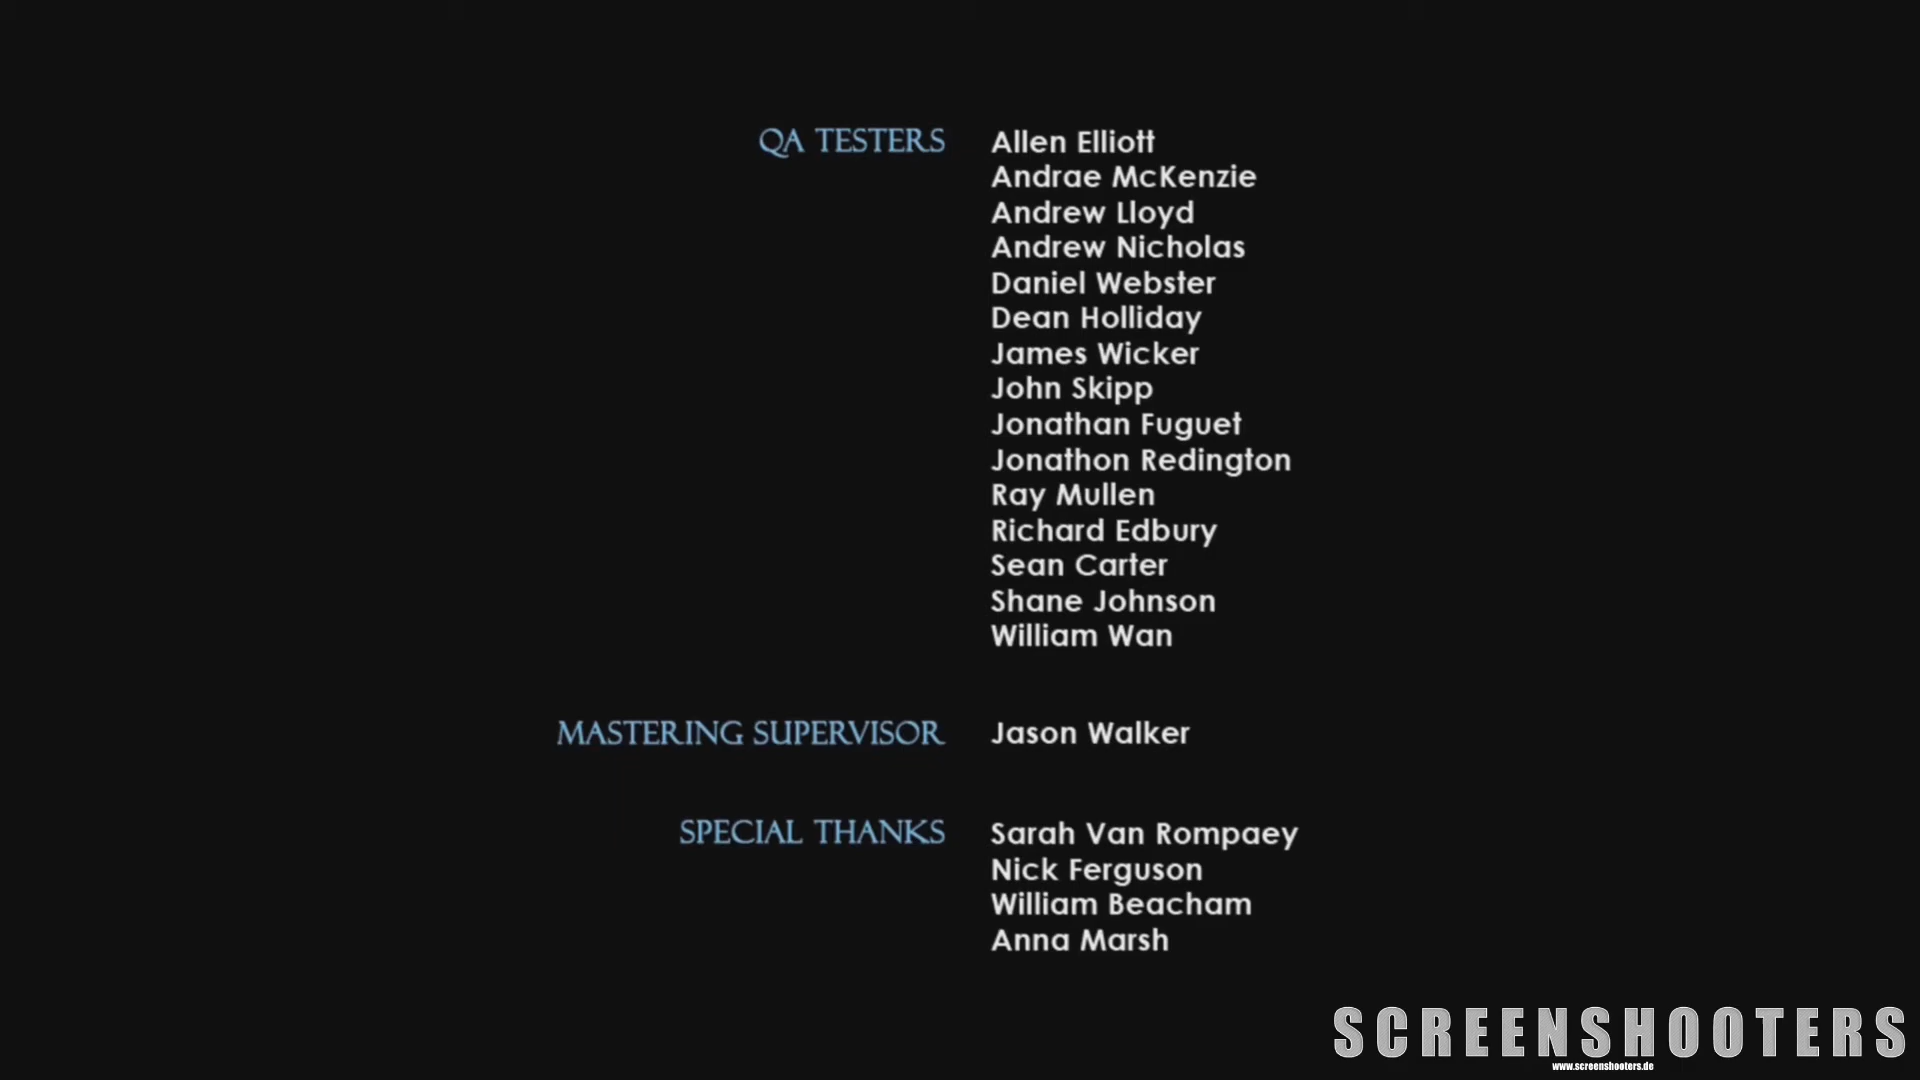 QA TESTERS Allen Elliott
Andrae McKenzie
Andrew Lloyd
Andrew Nicholas
Daniel Webster
Dean Holliday
James Wicker
John Skipp
Jonathan Fuguet
Jonathon Redington
Ray Mullen
Richard Edbury
Sean Carter
Shane Johnson
William Wan
MASTERING SUPERVISOR Jason Walker
SPECIAL THANKS Sarah Van Rompaey
Nick Ferguson
William Beacham
Anna Marsh
SCREENSHOOTERS
www.screenshooters.de